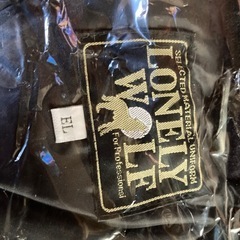 SELECTED MATERIAL UNIFORM
LONELY
WOLF
For Professional
EL